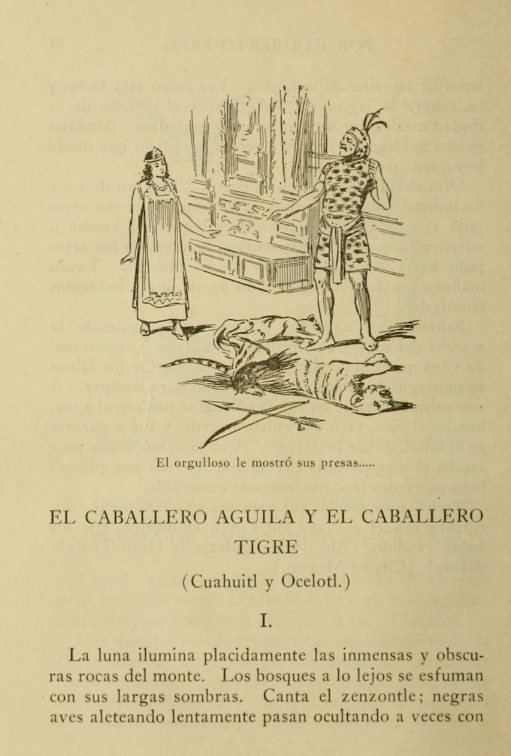 El orgulloso le mostró sus presas.....
EL CABALLERO AGUILA Y EL CABALLERO
TIGRE
(Cuahuitl y Ocelotl.)
I.
La luna ilumina placidamente las inmensas y obscu-
ras rocas del monte. Los bosques a lo lejos se esfuman
con sus largas sombras. Canta el zenzontle; negras
aves aleteando lentamente pasan ocultando a veces con